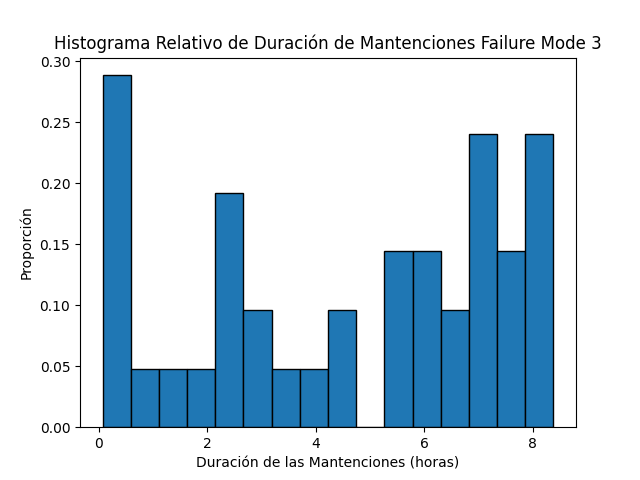 Histograma Relativo de Duración de Mantenciones Failure Mode 3
0.30
0.25
0.20
0.15
0.10
0.05
0.00
Proporción
0 2 4 6 8
Duración de las Mantenciones (horas)